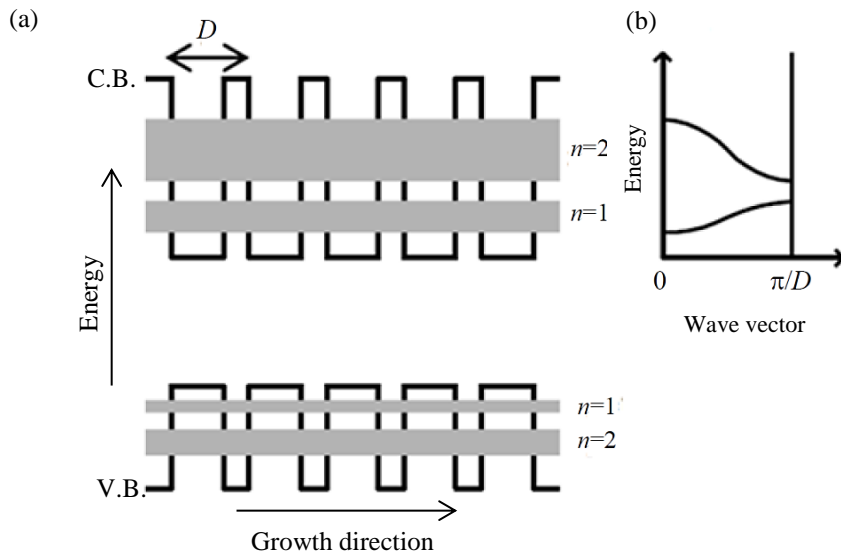 (a)
D
C.B.
n=2
n=1
Energy
n=1
n=2
V.B.
Growth direction
(b)
Energy
0
π/D
Wave vector